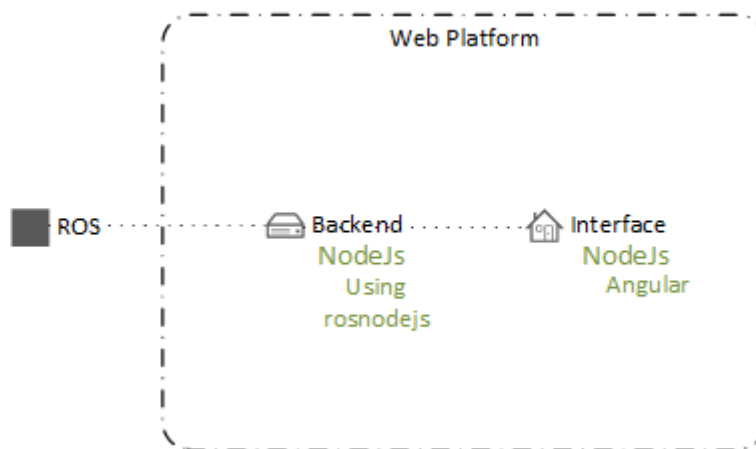 Web Platform
ROS
Backend
NodeJs
Using
rosnodejs
Interface
NodeJs
Angular